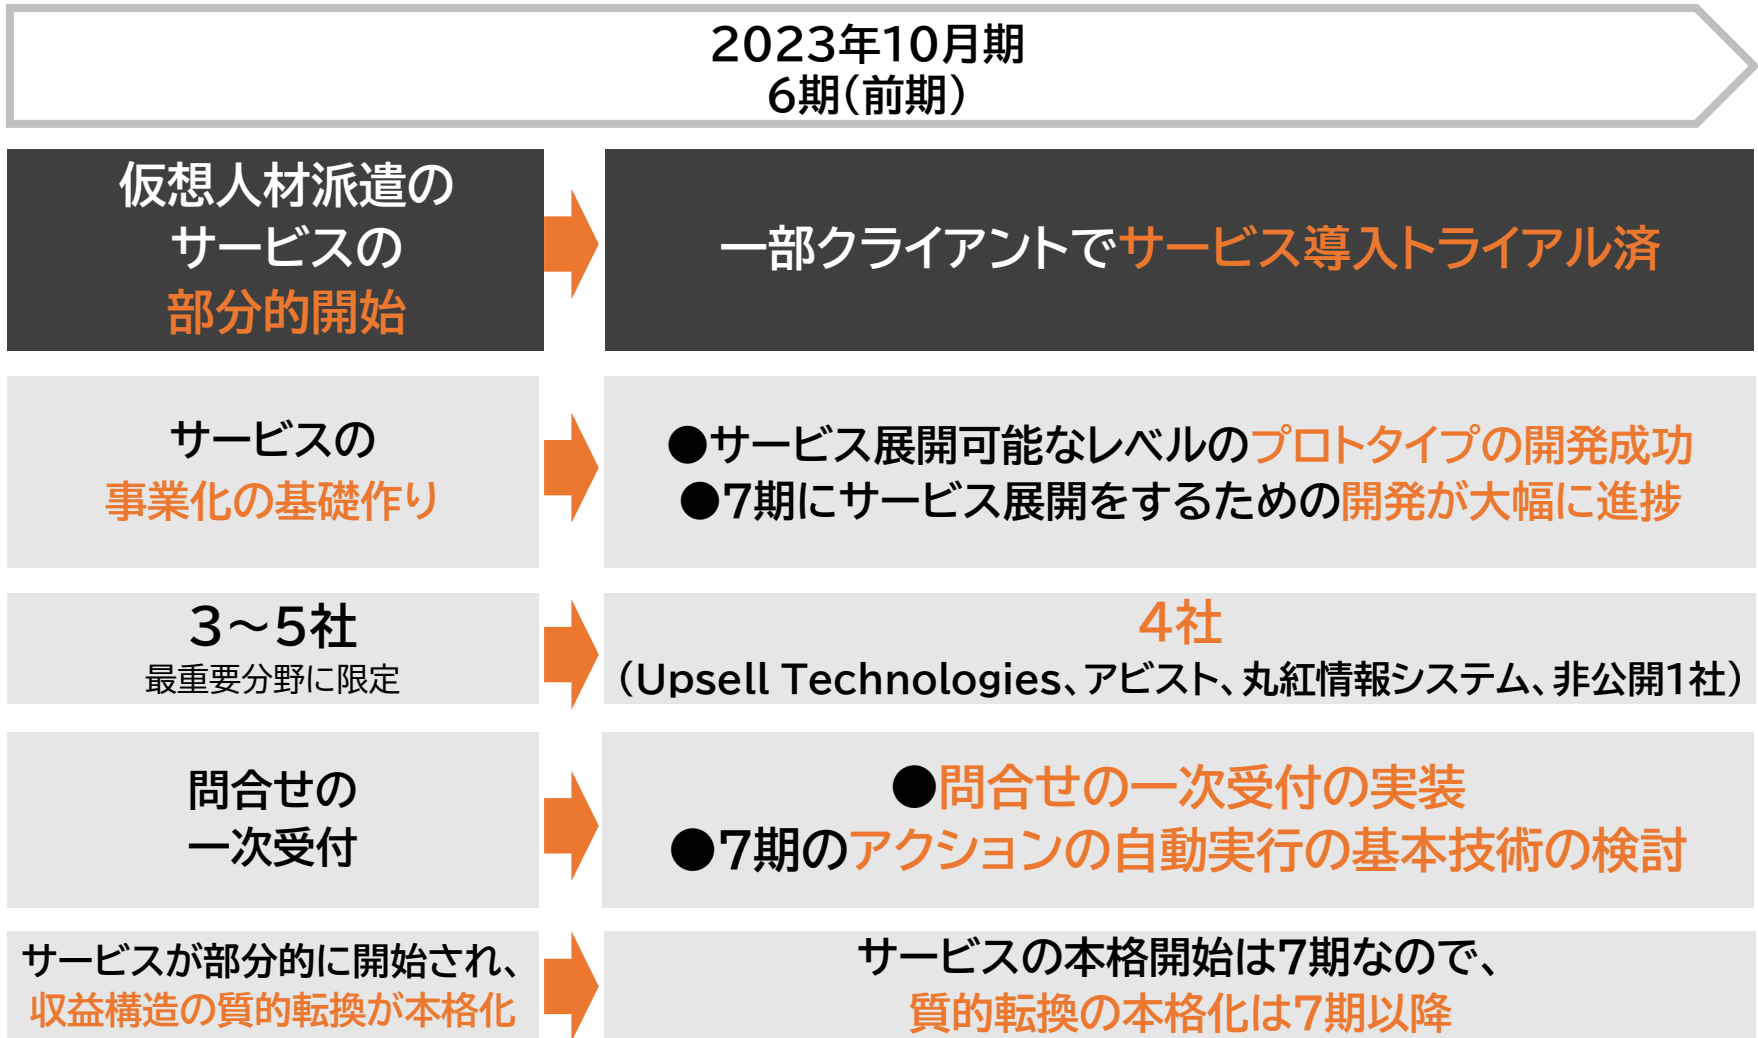 2023年10月期
6期(前期)
仮想人材派遣の
サービスの
部分的開始
一部クライアントでサービス導入トライアル済
サービスの
事業化の基礎作り
●サービス展開可能なレベルのプロトタイプの開発成功
●7期にサービス展開をするための開発が大幅に進捗
3～5社
最重要分野に限定
4社
(Upsell Technologies、アビスト、丸紅情報システム、非公開1社)
問合せの
一次受付
●問合せの一次受付の実装
●7期のアクションの自動実行の基本技術の検討
サービスが部分的に開始され、
収益構造の質的転換が本格化
サービスの本格開始は7期なので、
質的転換の本格化は7期以降